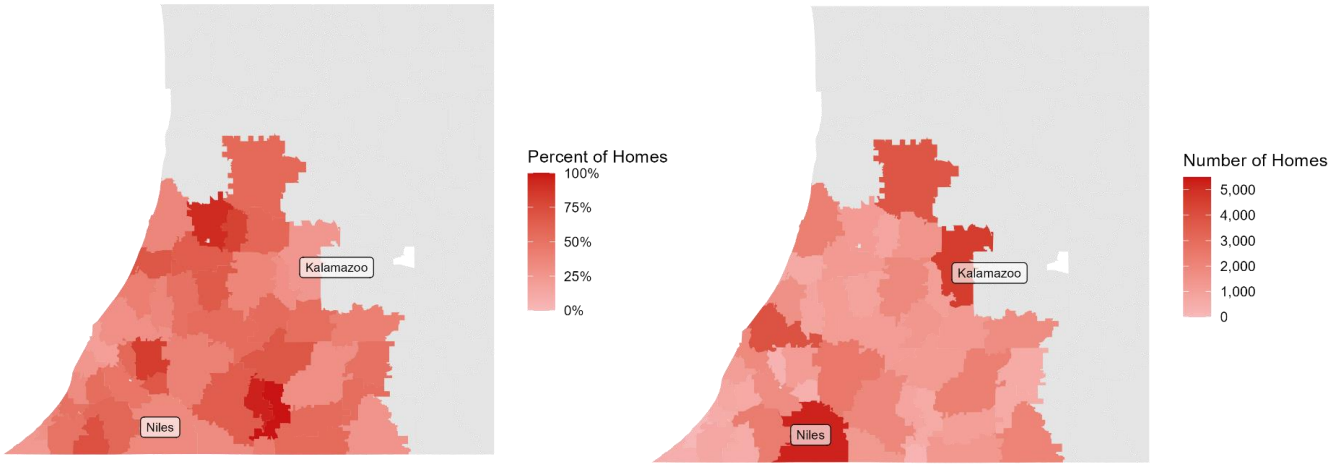 Percent of Homes
100%
75%
50%
25%
0%
Kalamazoo
Niles
Number of Homes
5,000
4,000
3,000
2,000
1,000
0
Kalamazoo
Niles